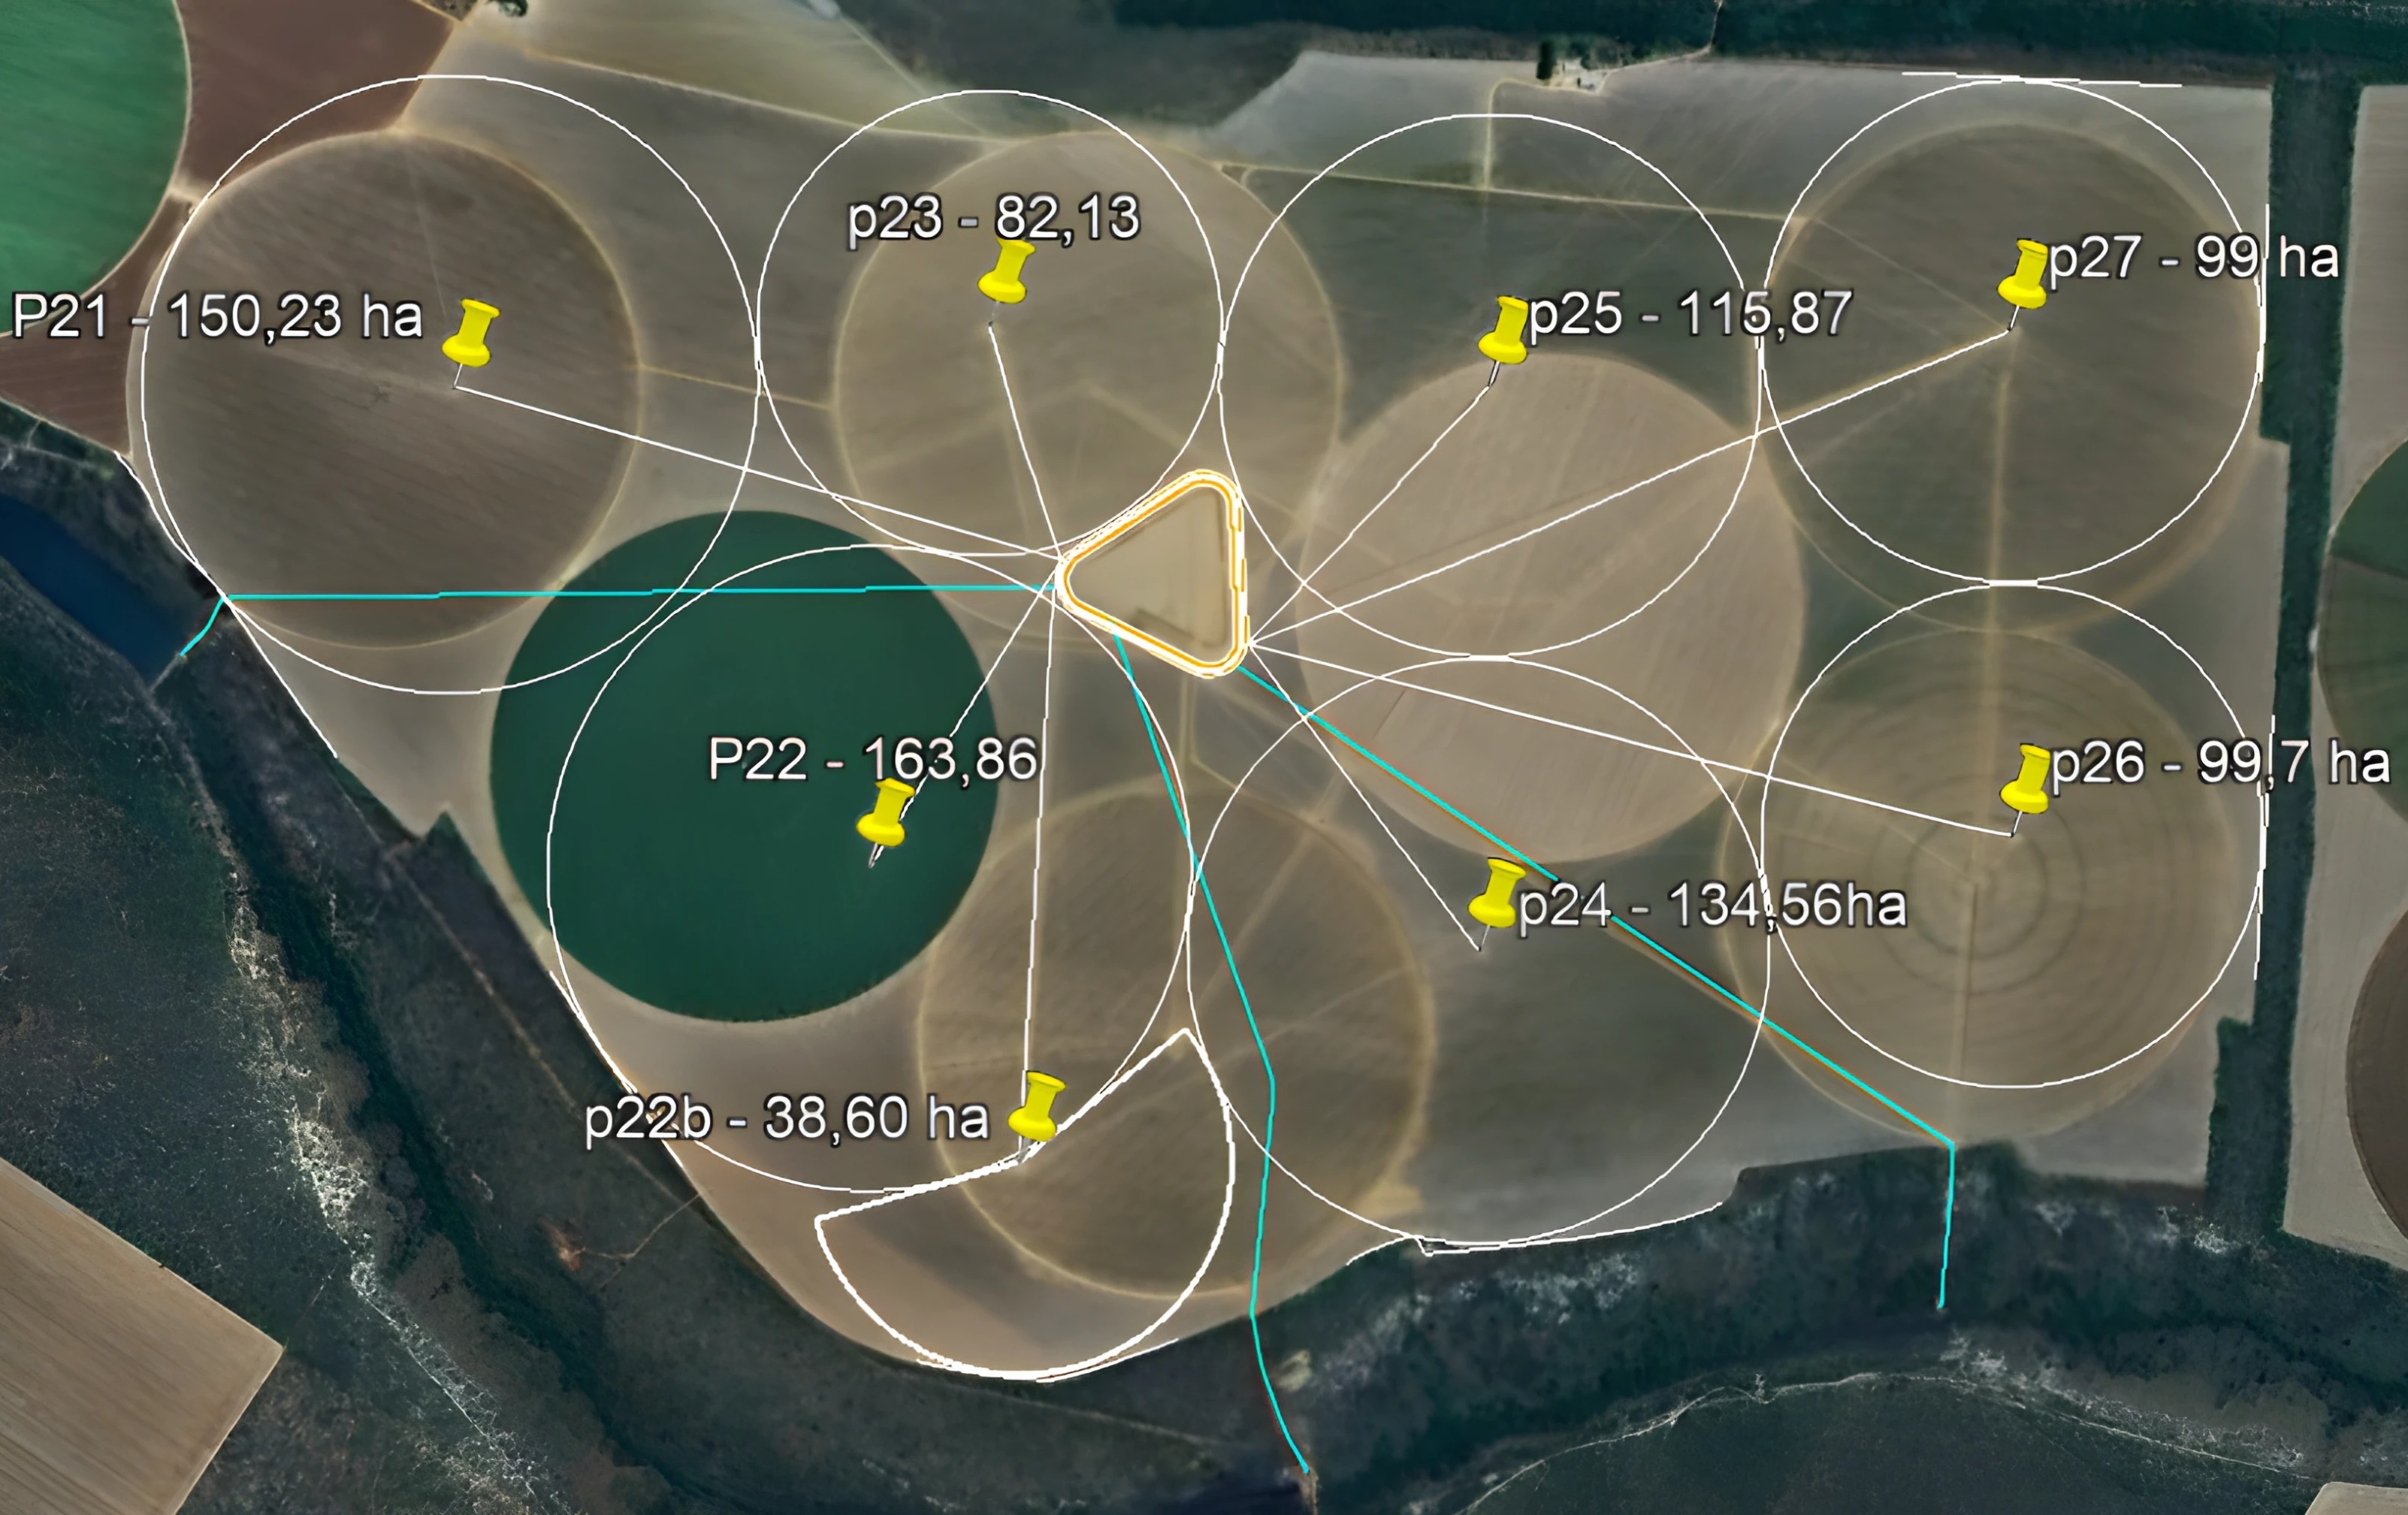 p23 - 82,13
p27 - 99 ha
P21 - 150,23 ha
p25 - 115,87
P22 - 163,86
p26 - 99,7 ha
p24 - 134,56ha
p22b - 38,60 ha